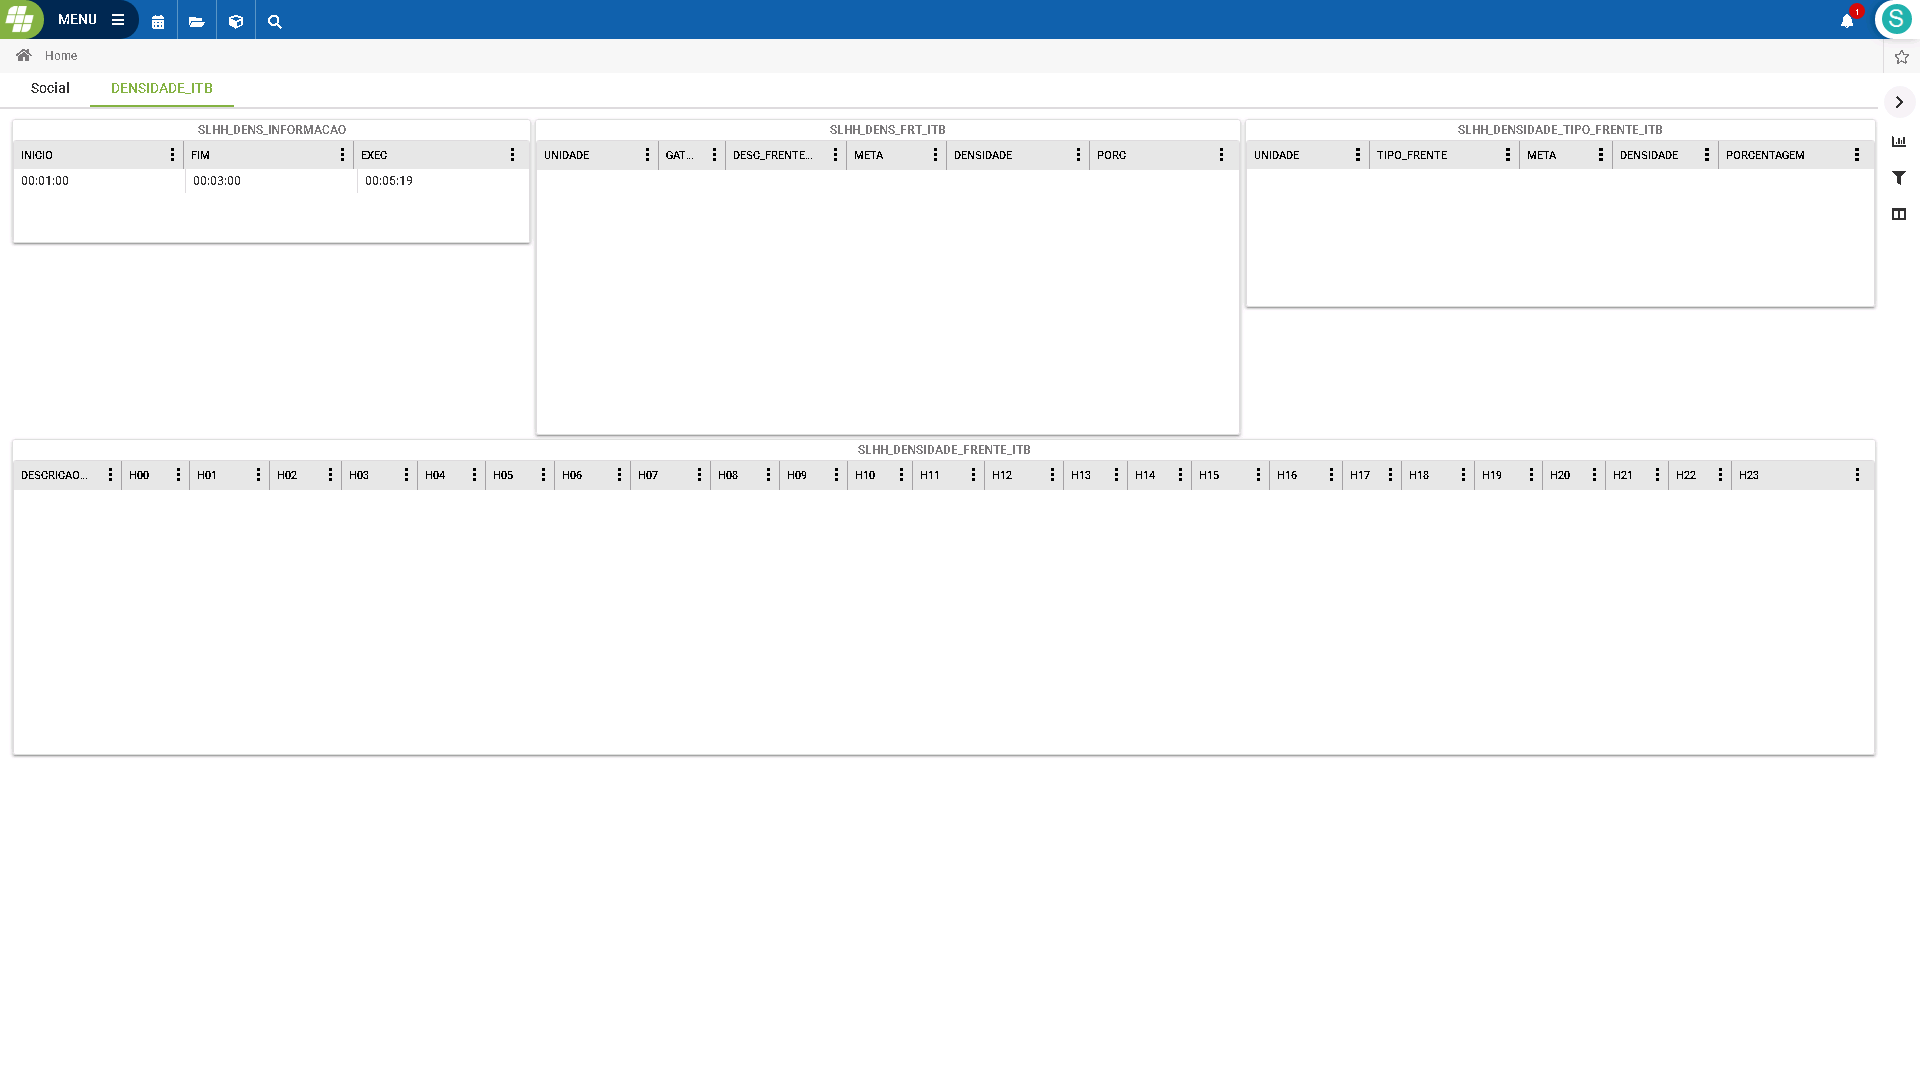 MENU
1
S
Home
Social
DENSIDADE_ITB
SLHH_DENS_INFORMACAO
INICIO FIM EXEC
00:01:00 00:03:00 00:05:19
SLHH_DENS_FRT_ITB
UNIDADE GAT... DESC_FRENTE... META DENSIDADE PORC
SLHH_DENSIDADE_TIPO_FRENTE_ITB
UNIDADE TIPO_FRENTE META DENSIDADE PORCENTAGEM
SLHH_DENSIDADE_FRENTE_ITB
DESCRICAO... H00 H01 H02 H03 H04 H05 H06 H07 H08 H09 H10 H11 H12 H13 H14 H15 H16 H17 H18 H19 H20 H21 H22 H23